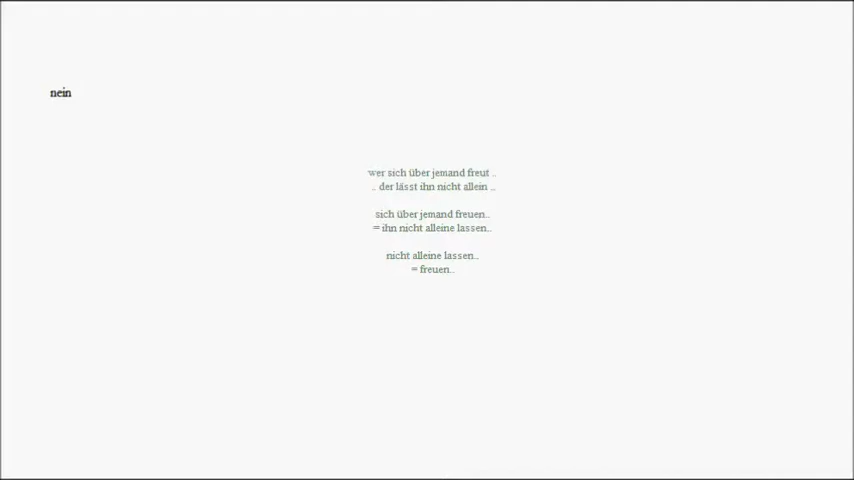 nein
wer sich über jemand freut ..
.. der lässt ihn nicht allein ..
sich über jemand freuen..
= ihn nicht alleine lassen..
nicht alleine lassen..
= freuen..